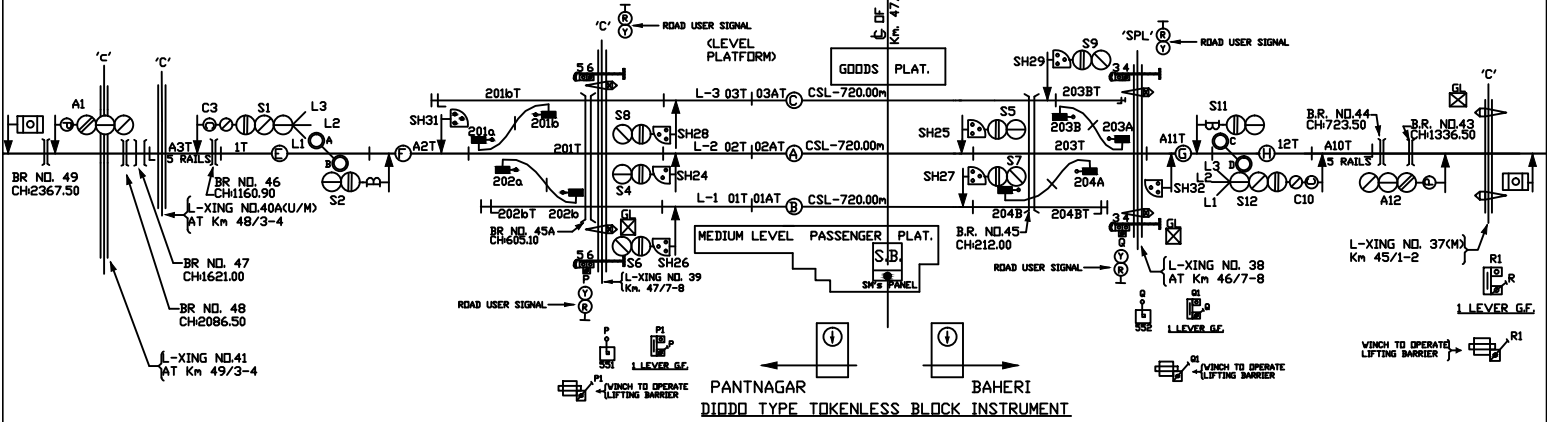 'C'
R
Y
ROAD USER SIGNAL
(LEVEL
PLATFORM)
C OF
Km. 47.
GOODS PLAT.
SH29
S9
'SPL'
R
Y
ROAD USER SIGNAL
'C'
'C'
'C'
A1
C3
S1
L3
L2
L1
A
B
S2
56
34
GL
201bT
L-3 03T
03AT
C
CSL-720.00m
203BT
SH31
201a
201b
S8
SH28
SH25
S5
203B
203A
S11
B.R. NO.44
CH:723.50
B.R. NO.43
CH:1336.50
A3T
5 RAILS
1T
E
F
A2T
201T
L-2 02T
02AT
A
CSL-720.00m
203T
A11T
G
C
D
H
12T
A10T
5 RAILS
BR NO. 49
CH:2367.50
BR NO. 46
CH:1160.90
202a
S4
SH24
SH27
S7
204A
SH32
L3
L2
L1
S12
C10
A12
L-XING NO.40A(U/M)
AT Km 48/3-4
202bT
202b
L-1 01T
01AT
B
CSL-720.00m
204B
204BT
BR NO. 45A
CH:605.10
GL
S6
SH26
56
P
MEDIUM LEVEL PASSENGER PLAT.
S.B.
SM's PANEL
B.R. NO.45
CH:212.00
34
Q
GL
L-XING NO. 37(M)
Km 45/1-2
BR NO. 47
CH:1621.00
L-XING NO. 39
Km. 47/7-8
ROAD USER SIGNAL
Y
R
L-XING NO. 38
AT Km 46/7-8
R1
R
1 LEVER G.F.
BR NO. 48
CH:2086.50
ROAD USER SIGNAL
Y
R
Q
552
Q1
Q
1 LEVER G.F.
L-XING NO.41
AT Km 49/3-4
P
551
P1
P
1 LEVER G.F.
WINCH TO OPERATE
LIFTING BARRIER
R1
P1
WINCH TO OPERATE
LIFTING BARRIER
Q1
WINCH TO OPERATE
LIFTING BARRIER
PANTNAGAR
BAHERI
DIODO TYPE TOKENLESS BLOCK INSTRUMENT